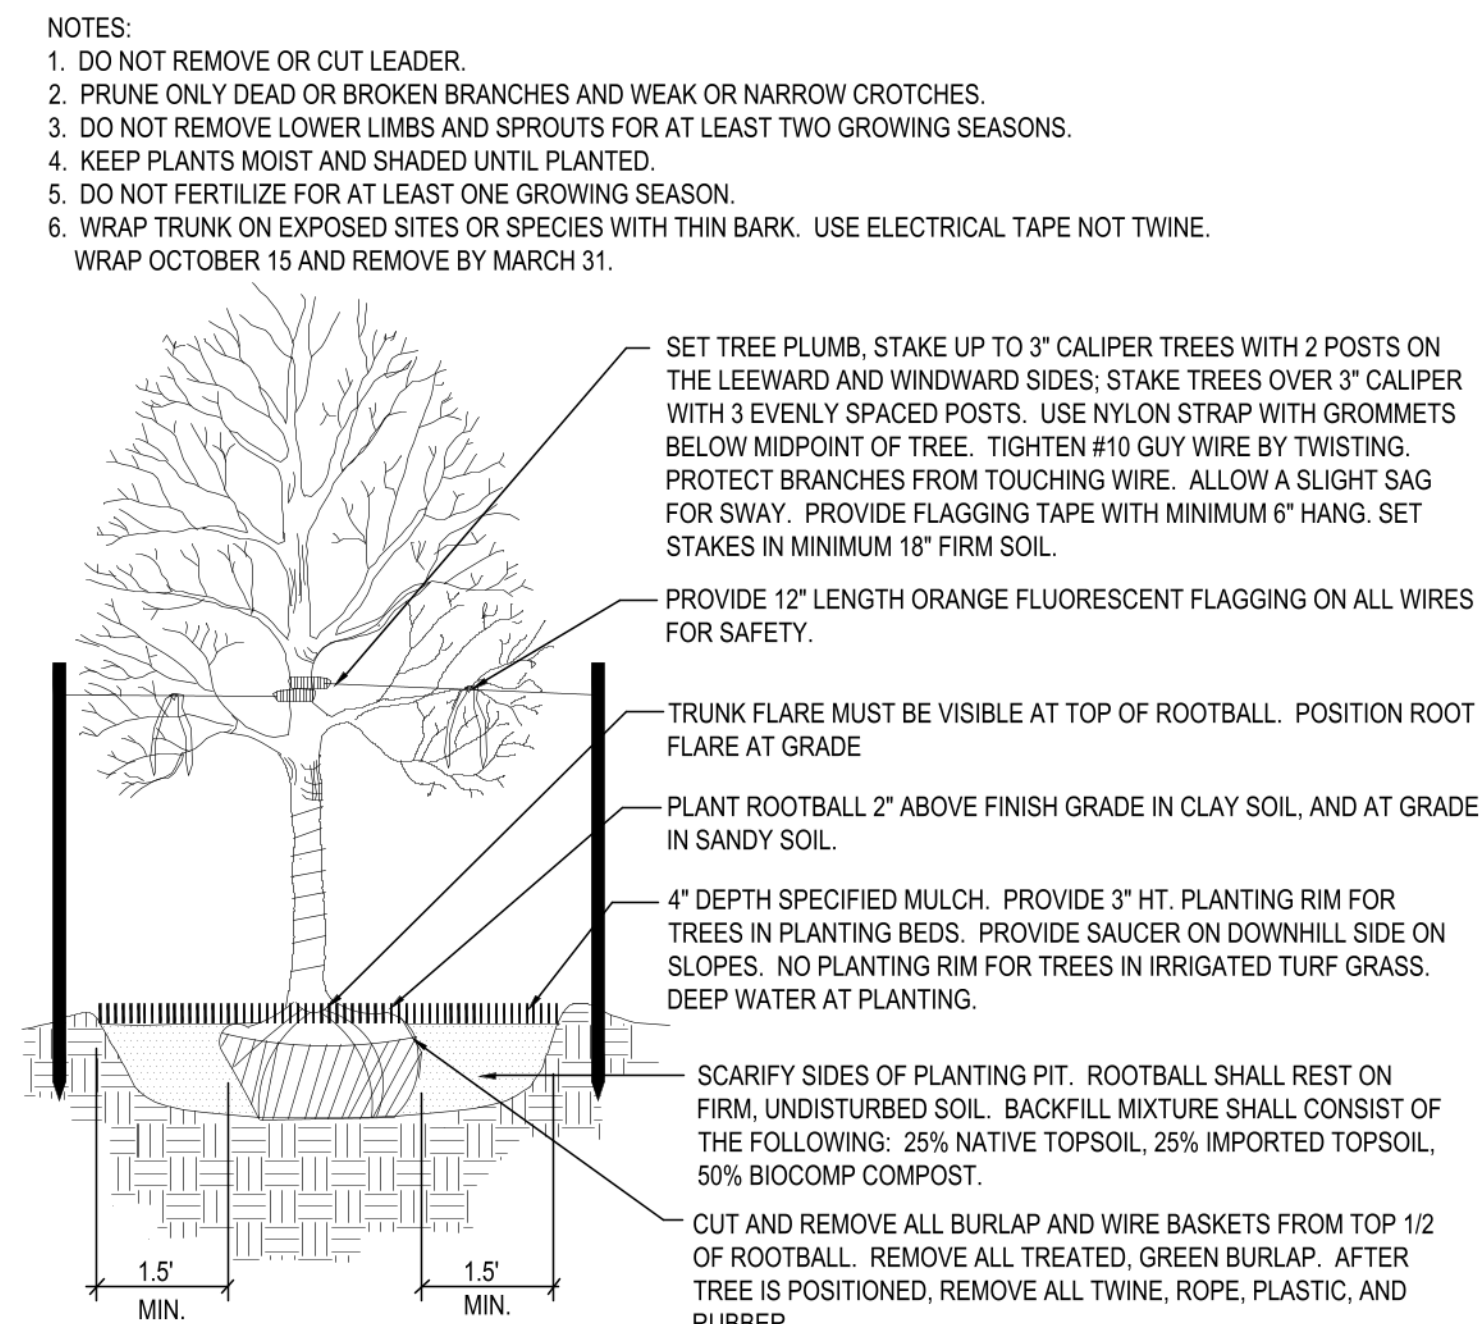 NOTES:
1. DO NOT REMOVE OR CUT LEADER.
2. PRUNE ONLY DEAD OR BROKEN BRANCHES AND WEAK OR NARROW CROTCHES.
3. DO NOT REMOVE LOWER LIMBS AND SPROUTS FOR AT LEAST TWO GROWING SEASONS.
4. KEEP PLANTS MOIST AND SHADED UNTIL PLANTED.
5. DO NOT FERTILIZE FOR AT LEAST ONE GROWING SEASON.
6. WRAP TRUNK ON EXPOSED SITES OR SPECIES WITH THIN BARK. USE ELECTRICAL TAPE NOT TWINE.
WRAP OCTOBER 15 AND REMOVE BY MARCH 31.
SET TREE PLUMB, STAKE UP TO 3" CALIPER TREES WITH 2 POSTS ON
THE LEEWARD AND WINDWARD SIDES; STAKE TREES OVER 3" CALIPER
WITH 3 EVENLY SPACED POSTS. USE NYLON STRAP WITH GROMMETS
BELOW MIDPOINT OF TREE. TIGHTEN #10 GUY WIRE BY TWISTING.
PROTECT BRANCHES FROM TOUCHING WIRE. ALLOW A SLIGHT SAG
FOR SWAY. PROVIDE FLAGGING TAPE WITH MINIMUM 6" HANG. SET
STAKES IN MINIMUM 18" FIRM SOIL.
PROVIDE 12" LENGTH ORANGE FLUORESCENT FLAGGING ON ALL WIRES
FOR SAFETY.
TRUNK FLARE MUST BE VISIBLE AT TOP OF ROOTBALL. POSITION ROOT
FLARE AT GRADE
PLANT ROOTBALL 2" ABOVE FINISH GRADE IN CLAY SOIL, AND AT GRADE
IN SANDY SOIL.
4" DEPTH SPECIFIED MULCH. PROVIDE 3" HT. PLANTING RIM FOR
TREES IN PLANTING BEDS. PROVIDE SAUCER ON DOWNHILL SIDE ON
SLOPES. NO PLANTING RIM FOR TREES IN IRRIGATED TURF GRASS.
DEEP WATER AT PLANTING.
SCARIFY SIDES OF PLANTING PIT. ROOTBALL SHALL REST ON
FIRM, UNDISTURBED SOIL. BACKFILL MIXTURE SHALL CONSIST OF
THE FOLLOWING: 25% NATIVE TOPSOIL, 25% IMPORTED TOPSOIL,
50% BIOCOMP COMPOST.
CUT AND REMOVE ALL BURLAP AND WIRE BASKETS FROM TOP 1/2
OF ROOTBALL. REMOVE ALL TREATED, GREEN BURLAP. AFTER
TREE IS POSITIONED, REMOVE ALL TWINE, ROPE, PLASTIC, AND
RUBBER
1.5'
MIN.
1.5'
MIN.